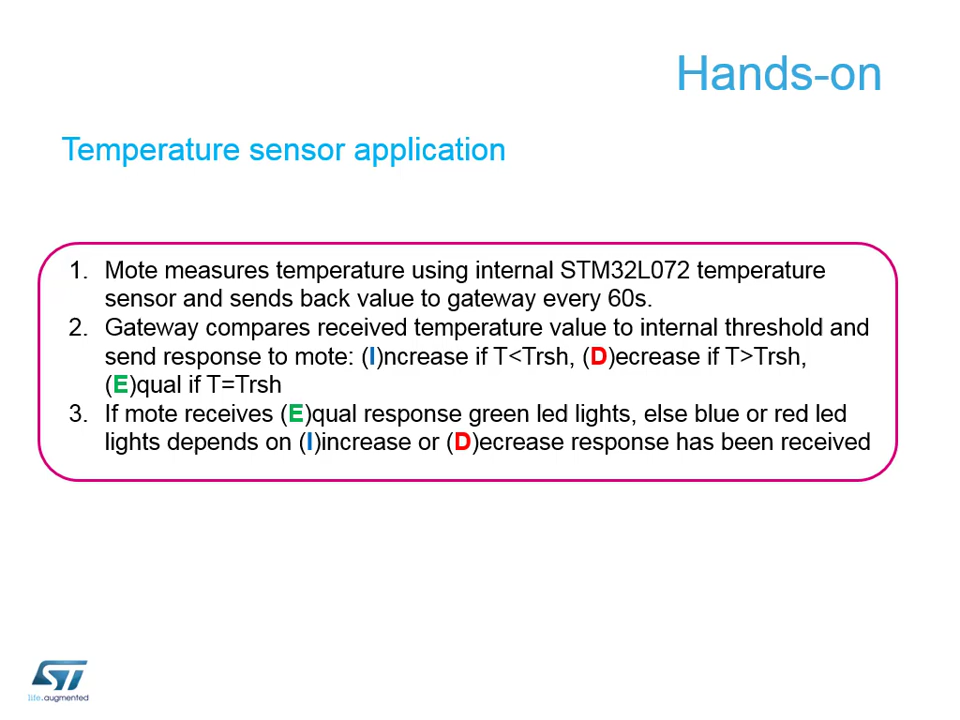 Hands-on
Temperature sensor application
1. Mote measures temperature using internal STM32L072 temperature
sensor and sends back value to gateway every 60s.
2. Gateway compares received temperature value to internal threshold and
send response to mote: (I)ncrease if T<Trsh, (D)ecrease if T>Trsh,
(E)qual if T=Trsh
3. If mote receives (E)qual response green led lights, else blue or red led
lights depends on (I)increase or (D)ecrease response has been received
ST
life.augmented